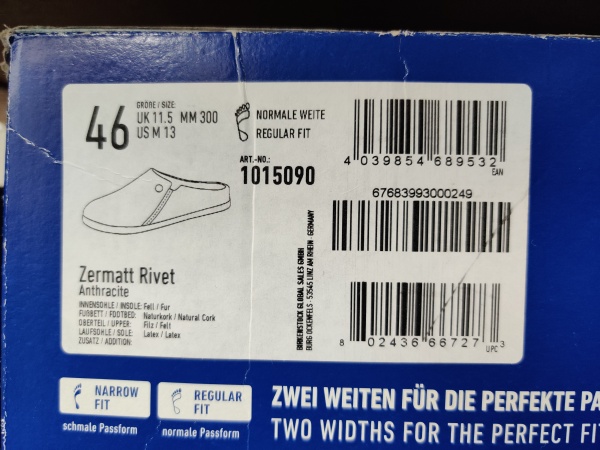 46
GRÖßE / SIZE:
UK 11.5 MM 300
US M 13
NORMALE WEITE
REGULAR FIT
ART.-NO.:
1015090
4 039854 689532
EAN
67683993000249
Zermatt Rivet
Anthracite
INNENSOHLE / INSOLE: Fell / Fur
FUßBETT / FOOTBED: Naturkork / Natural Cork
OBERTEIL / UPPER: Filz / Felt
LAUFSOHLE / SOLE: Latex / Latex
ZUSATZ / ADDITION:
BIRKENSTOCK GLOBAL SALES GMBH
BURG OCKENFELS · 53545 LINZ AM RHEIN · GERMANY
8 02436 66727 3
UPC
NARROW
FIT
schmale Passform
REGULAR
FIT
normale Passform
ZWEI WEITEN FÜR DIE PERFEKTE PA
TWO WIDTHS FOR THE PERFECT FI